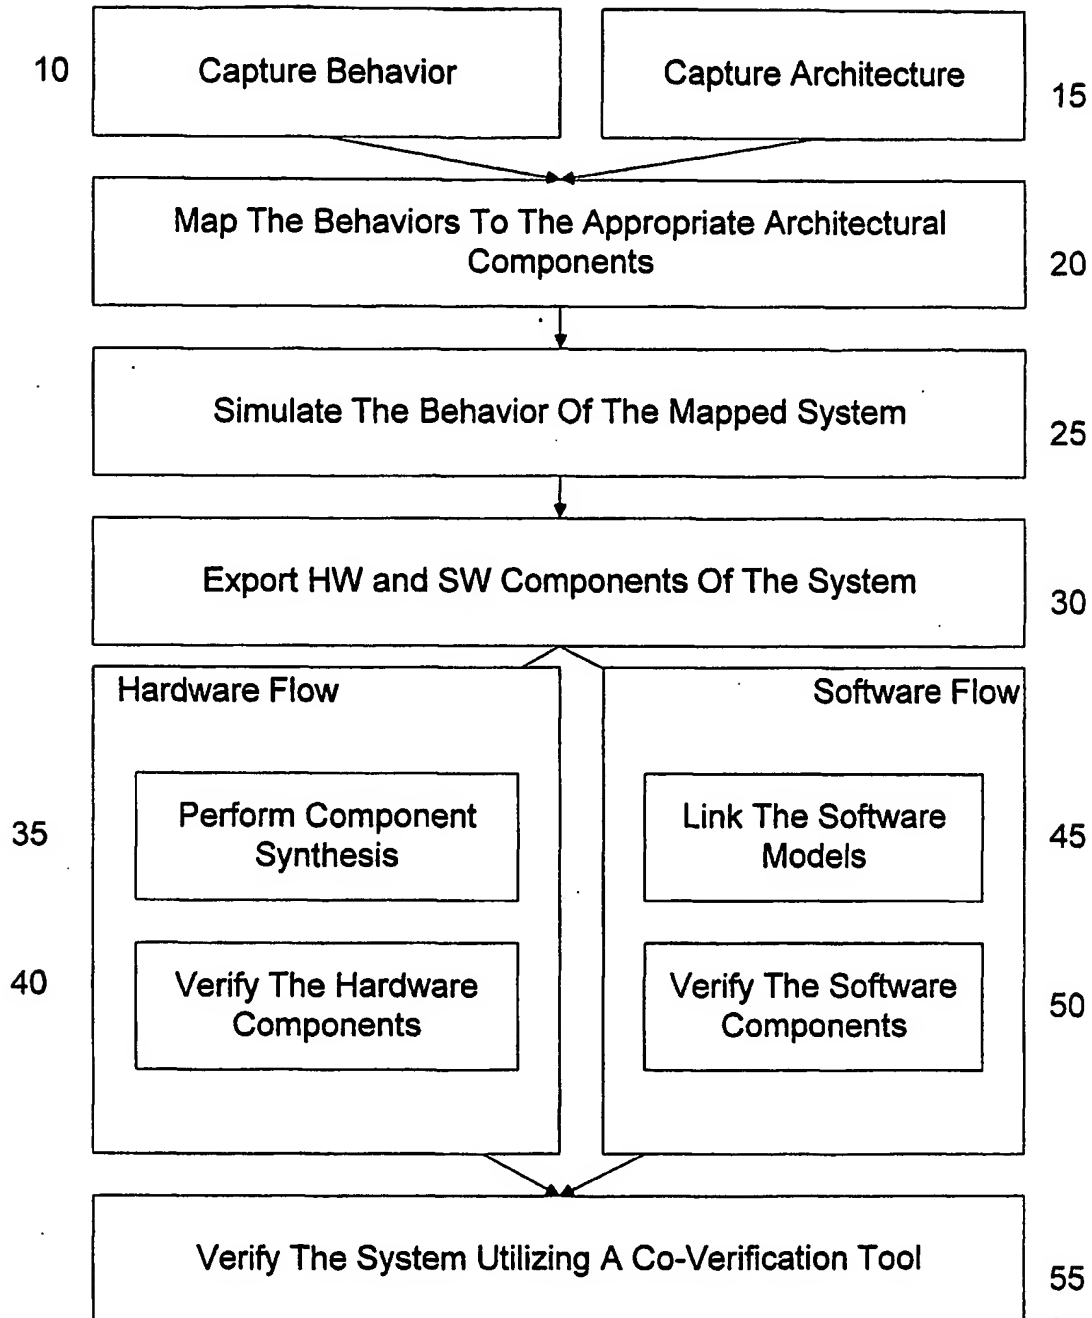 10
Capture Behavior
Capture Architecture
15
Map The Behaviors To The Appropriate Architectural
Components
20
Simulate The Behavior Of The Mapped System
25
Export HW and SW Components Of The System
30
Hardware Flow
Software Flow
35
Perform Component
Synthesis
Link The Software
Models
45
40
Verify The Hardware
Components
Verify The Software
Components
50
Verify The System Utilizing A Co-Verification Tool
55